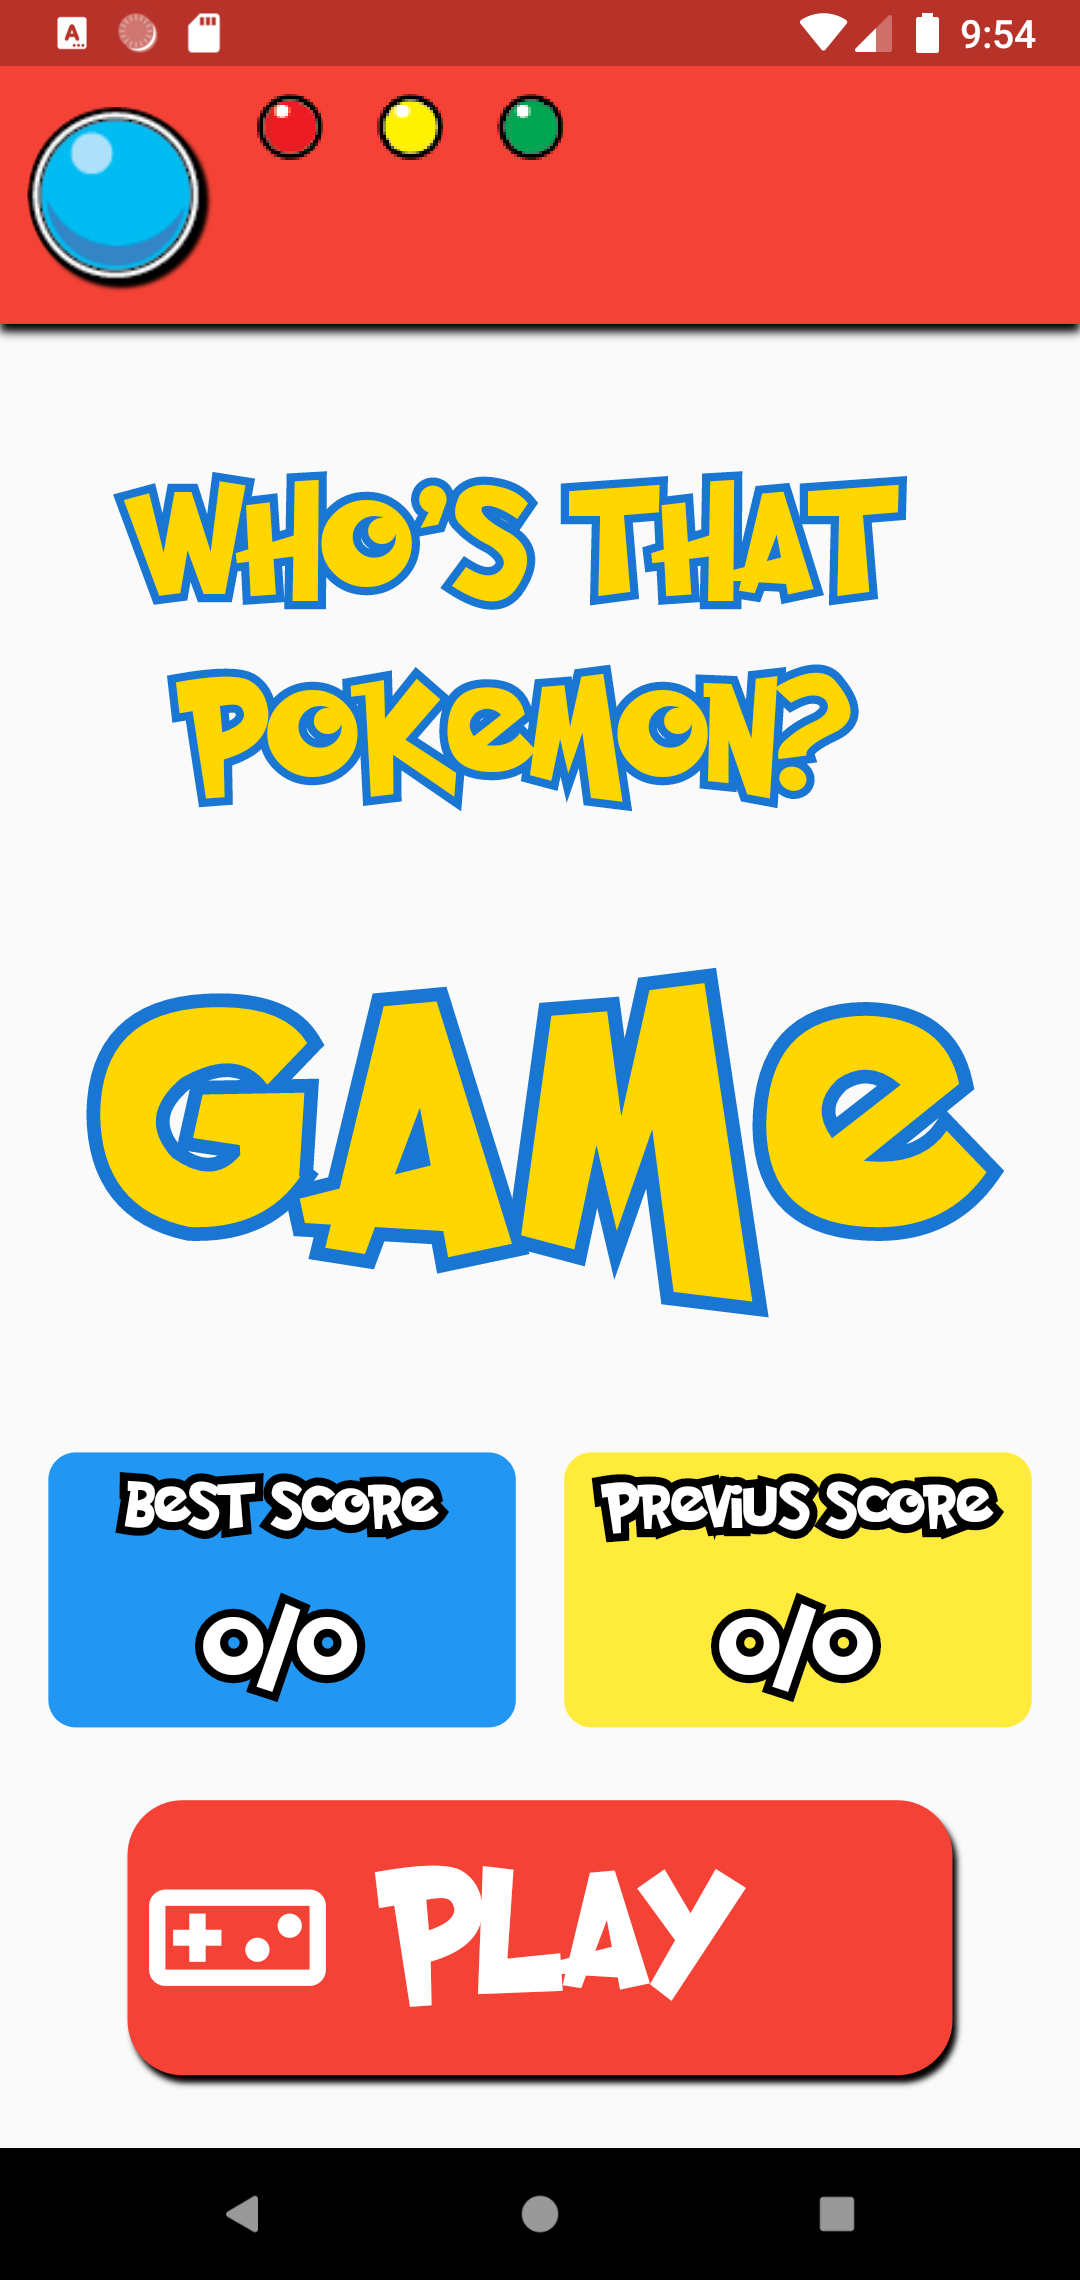 9:54
WHO'S THAT
POKEMON?
GAME
BEST SCORE
0/0
PREVIUS SCORE
0/0
PLAY